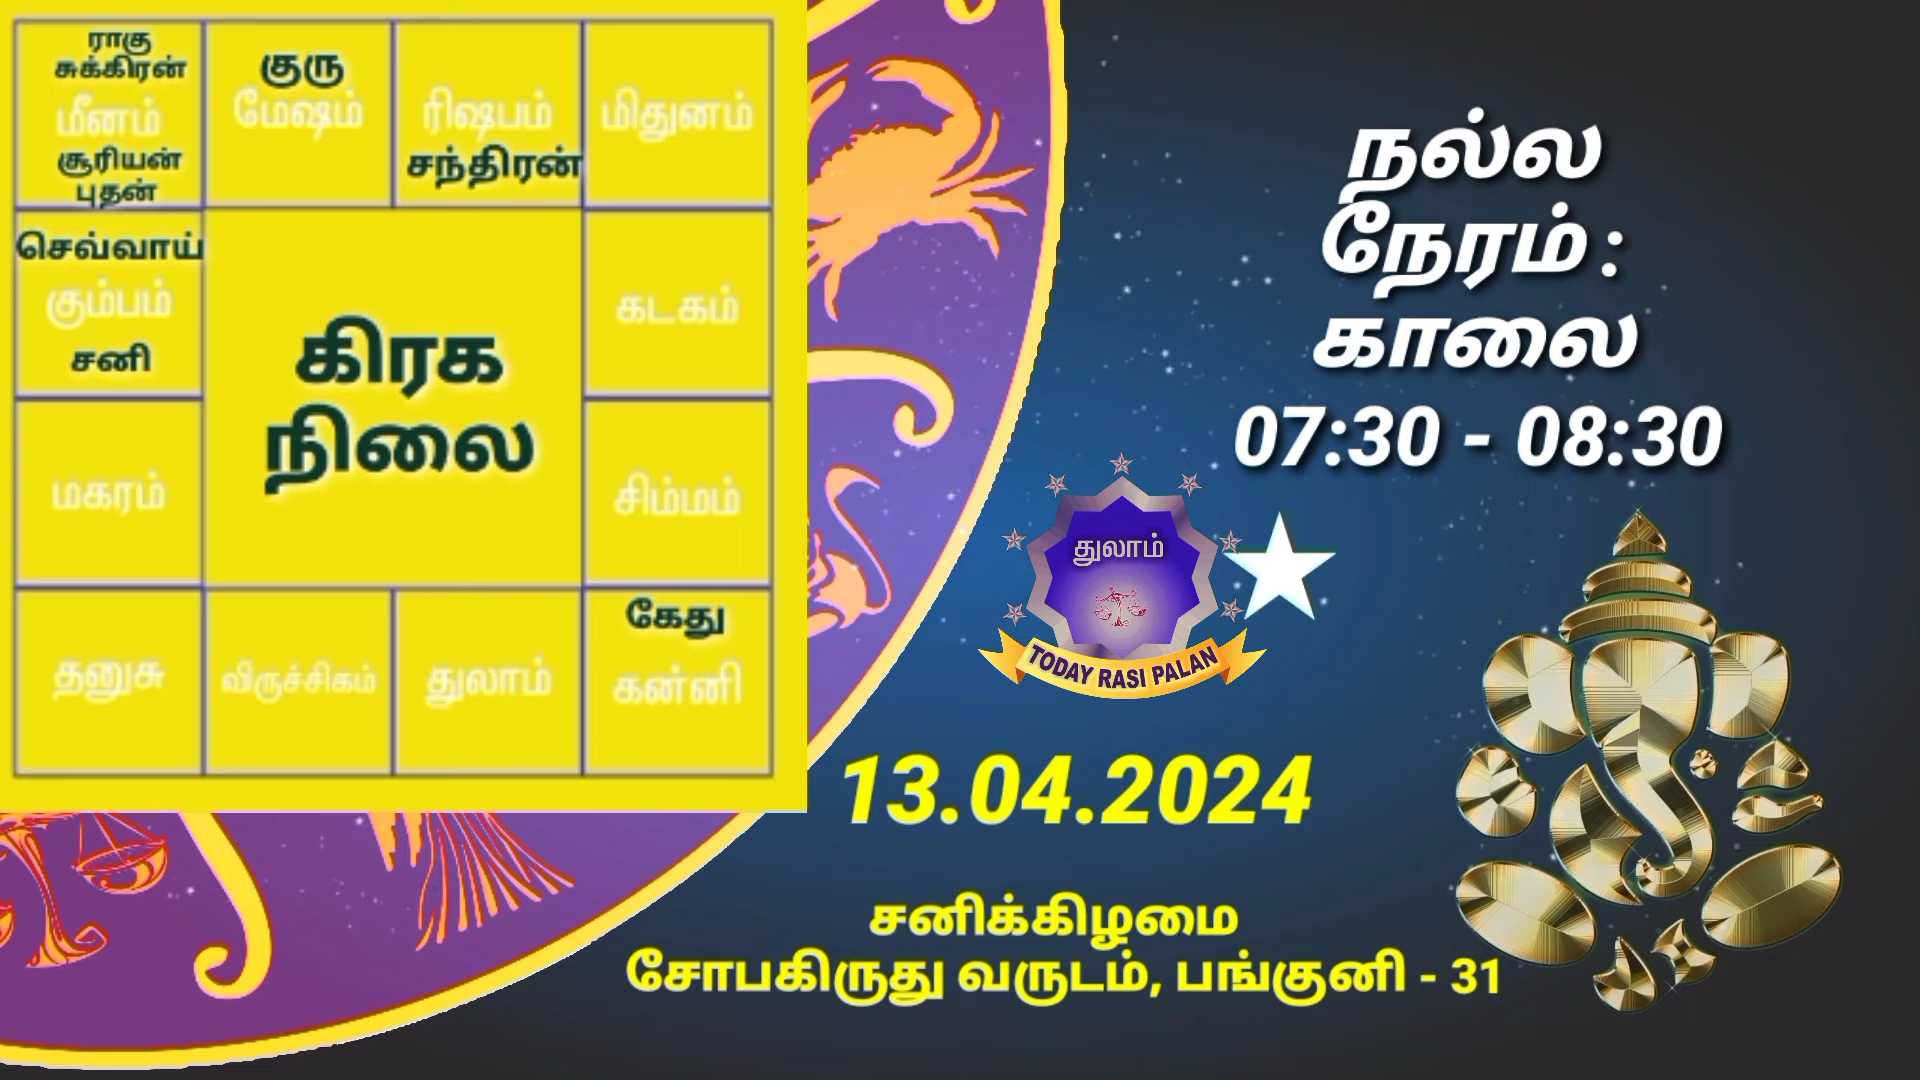 ராகு
சுக்கிரன்
மீனம்
சூரியன்
புதன்
குரு
மேஷம்
ரிஷபம்
சந்திரன்
மிதுனம்
செவ்வாய்
கும்பம்
சனி
கிரக
நிலை
கடகம்
மகரம்
சிம்மம்
தனுசு
விருச்சிகம்
துலாம்
கேது
கன்னி
நல்ல
நேரம் :
காலை
07:30 - 08:30
துலாம்
TODAY RASI PALAN
13.04.2024
சனிக்கிழமை
சோபகிருது வருடம், பங்குனி - 31